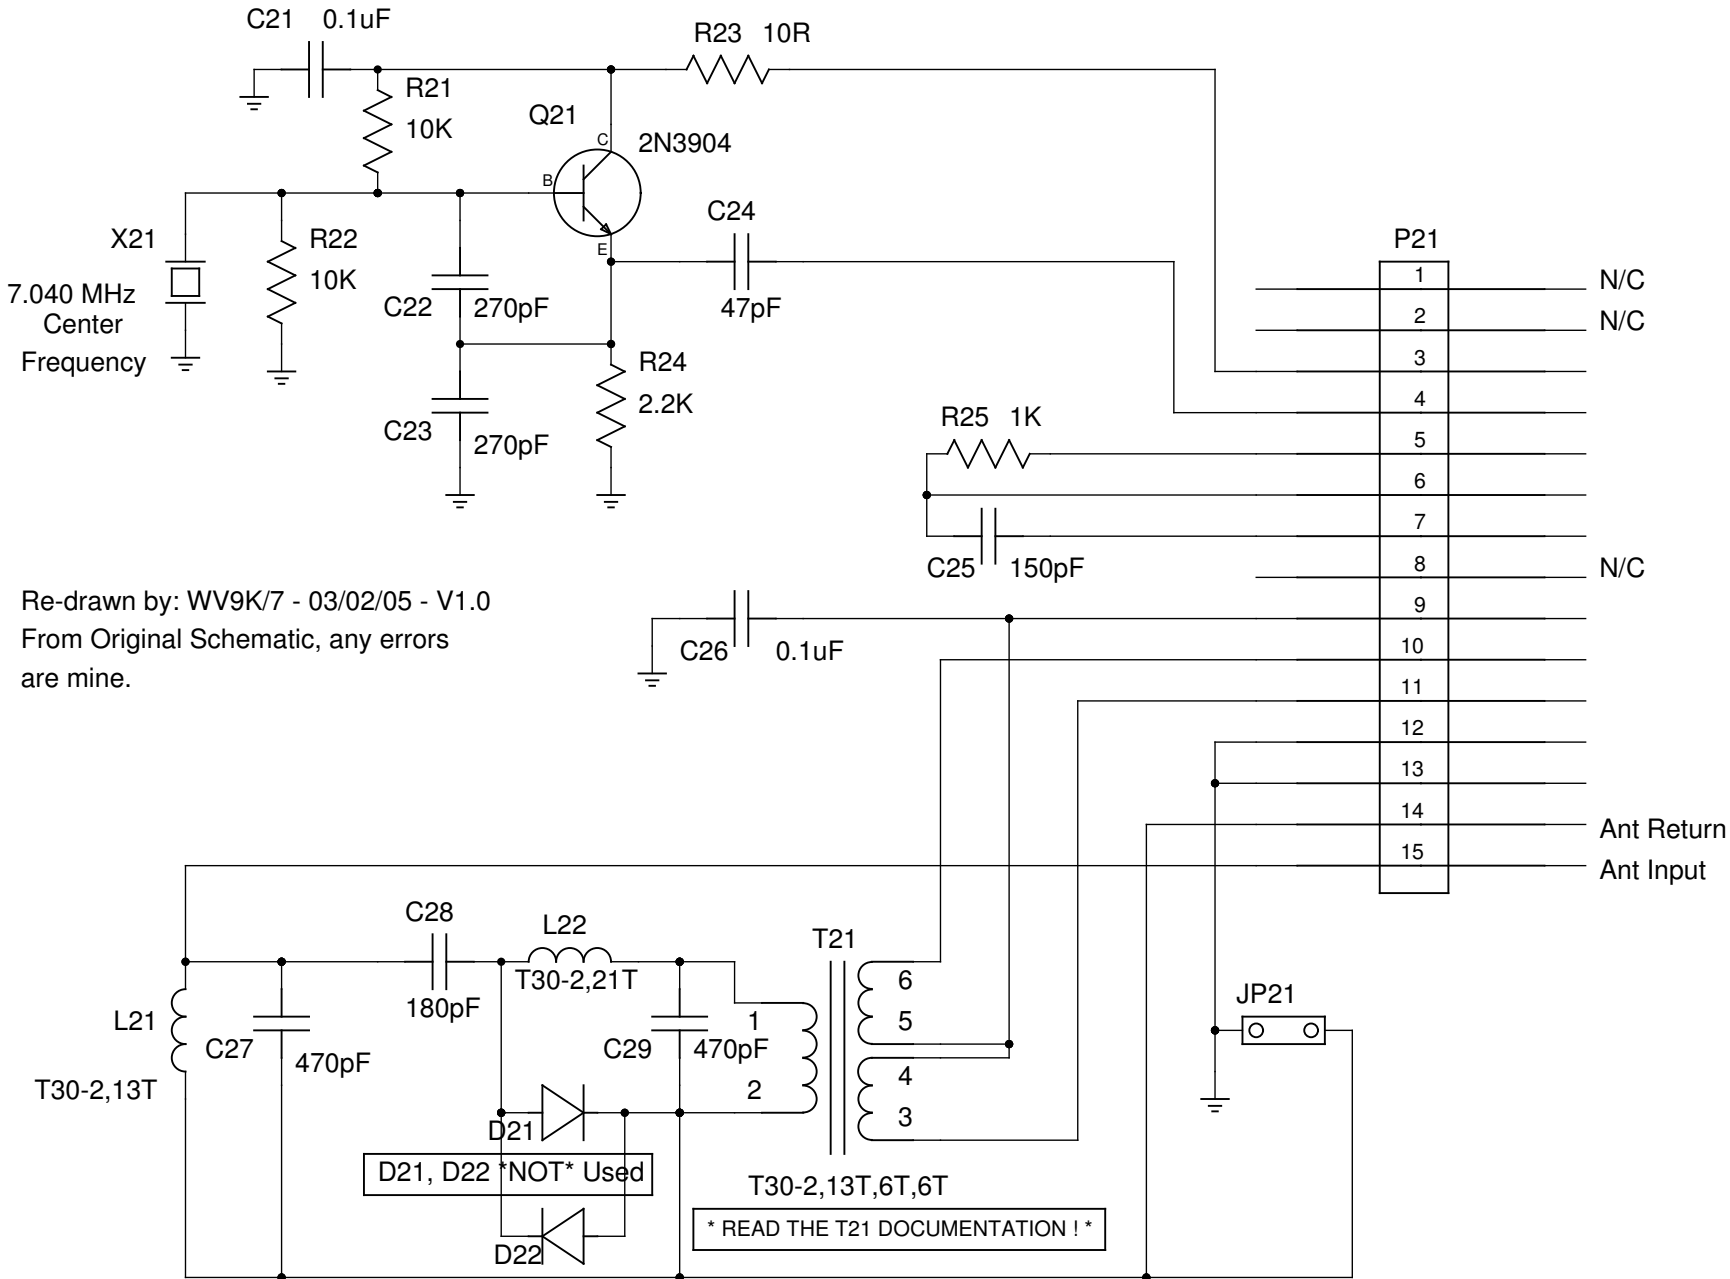 C21 0.1uF
R23 10R
R21
10K
Q21
C
2N3904
B
E
C24
47pF
X21
7.040 MHz
Center
Frequency
R22
10K
C22 270pF
C23 270pF
R24
2.2K
P21
1 N/C
2 N/C
3
4
R25 1K
5
6
7
C25 150pF
8 N/C
9
C26 0.1uF
10
11
12
13
14 Ant Return
15 Ant Input
Re-drawn by: WV9K/7 - 03/02/05 - V1.0
From Original Schematic, any errors
are mine.
C28
180pF
L22
T30-2,21T
T21
6
5
4
3
1
2
L21
T30-2,13T
C27 470pF
C29 470pF
JP21
D21
D21, D22 *NOT* Used
D22
T30-2,13T,6T,6T
* READ THE T21 DOCUMENTATION ! *